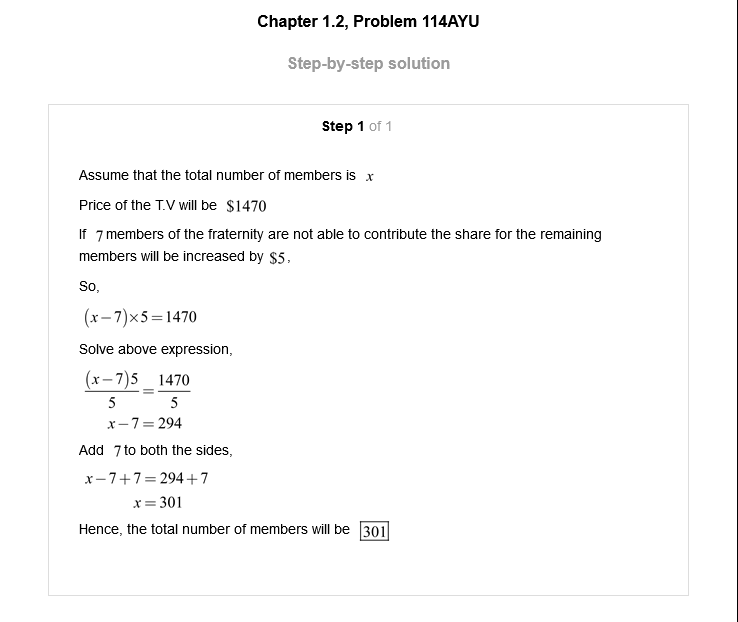 Chapter 1.2, Problem 114AYU
Step-by-step solution
Step 1 of 1
Assume that the total number of members is x
Price of the T.V will be $1470
If 7 members of the fraternity are not able to contribute the share for the remaining
members will be increased by $5.
So,
(x−7)×5=1470
Solve above expression,
(x−7)5/5 = 1470/5
x−7=294
Add 7 to both the sides,
x−7+7=294+7
x=301
Hence, the total number of members will be 301